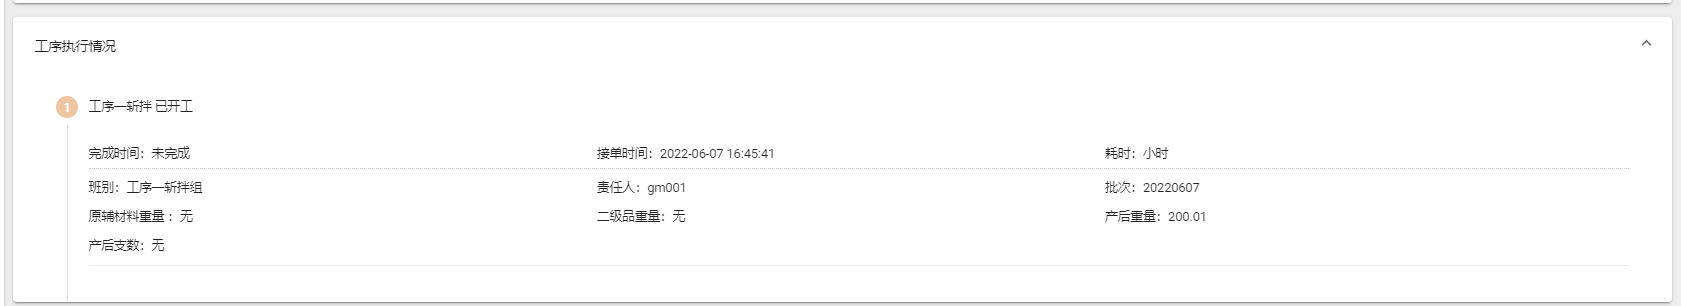 工序执行情况
1 工序一斩拌 已开工
完成时间：未完成 接单时间：2022-06-07 16:45:41 耗时：小时
班别：工序一斩拌组 责任人：gm001 批次：20220607
原辅材料重量 ：无 二级品重量：无 产后重量：200.01
产后支数：无